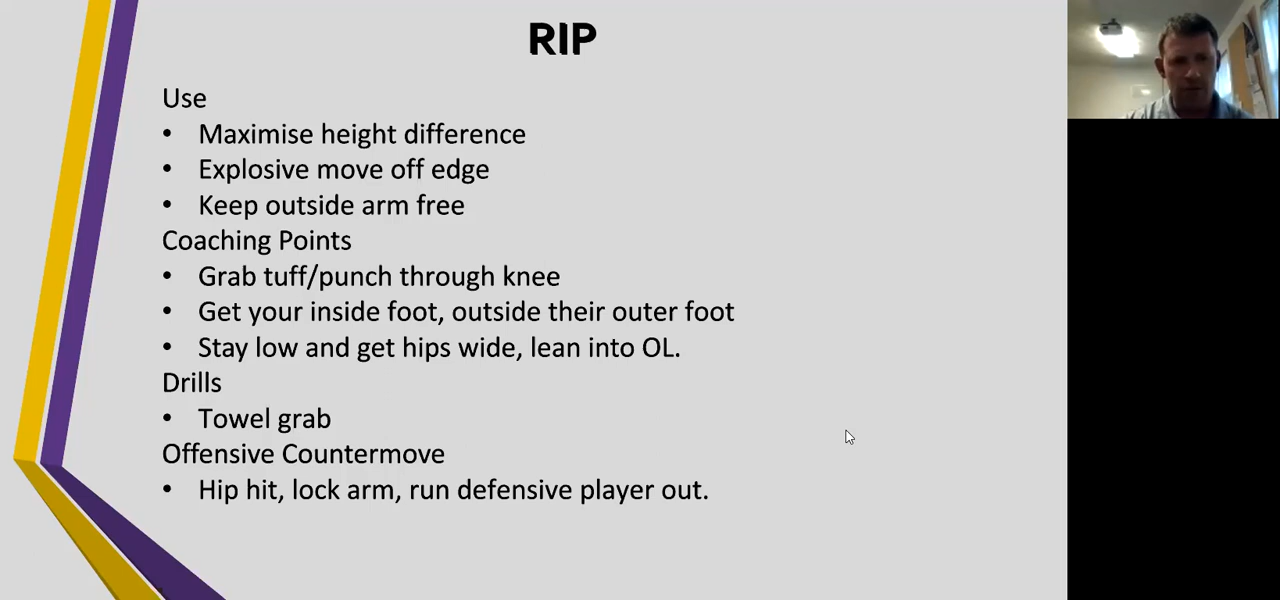 RIP
Use
• Maximise height difference
• Explosive move off edge
• Keep outside arm free
Coaching Points
• Grab tuff/punch through knee
• Get your inside foot, outside their outer foot
• Stay low and get hips wide, lean into OL.
Drills
• Towel grab
Offensive Countermove
• Hip hit, lock arm, run defensive player out.